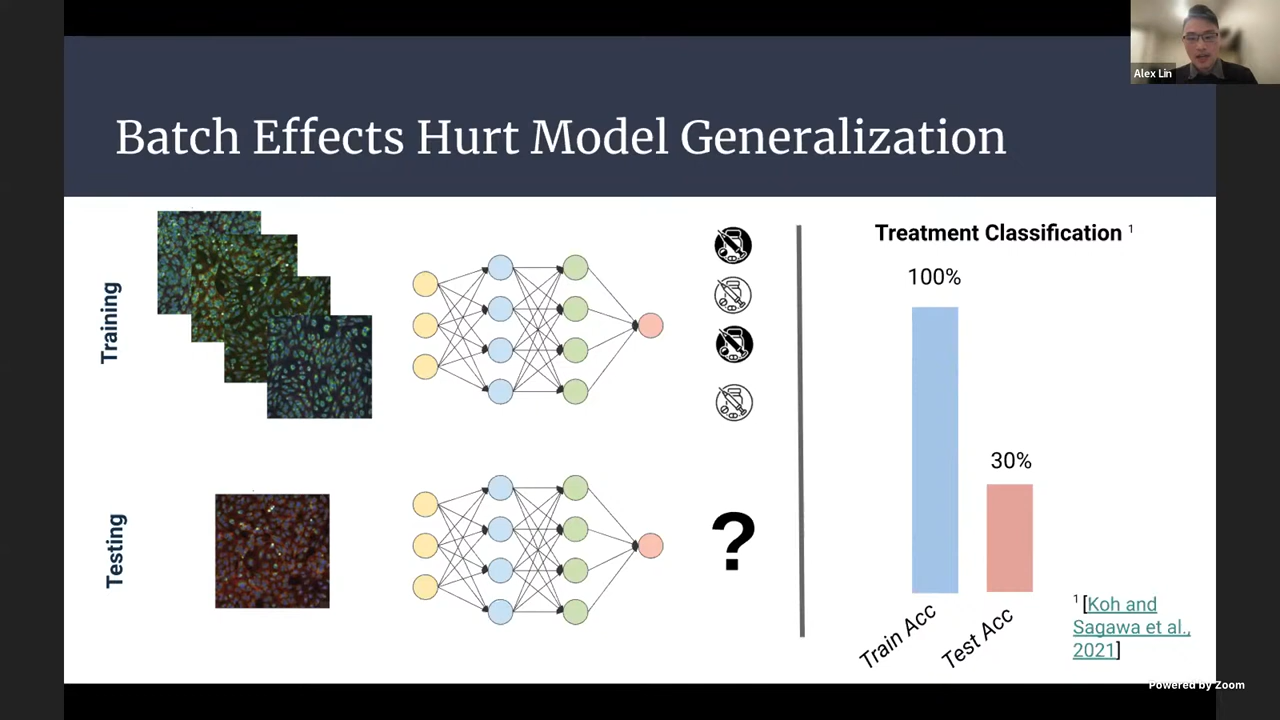 Alex Lin
Batch Effects Hurt Model Generalization
Training
Testing
?
Treatment Classification 1
100%
30%
Train Acc
Test Acc
1 [Koh and
Sagawa et al.,
2021]
Powered by Zoom